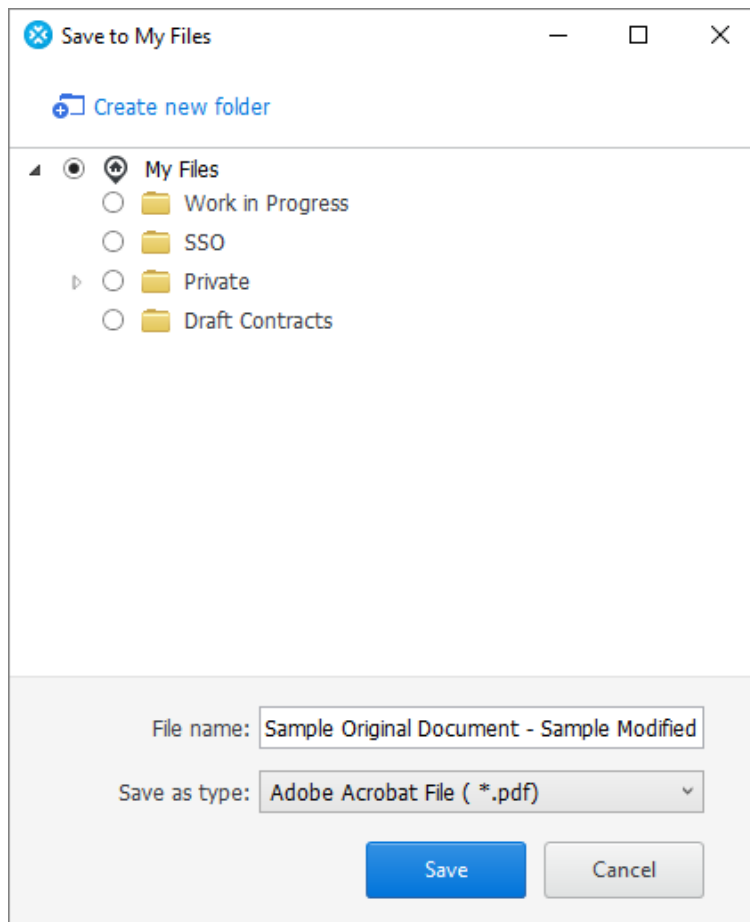 Save to My Files
Create new folder
My Files
Work in Progress
SSO
Private
Draft Contracts
File name: Sample Original Document - Sample Modified
Save as type: Adobe Acrobat File ( *.pdf)
Save Cancel